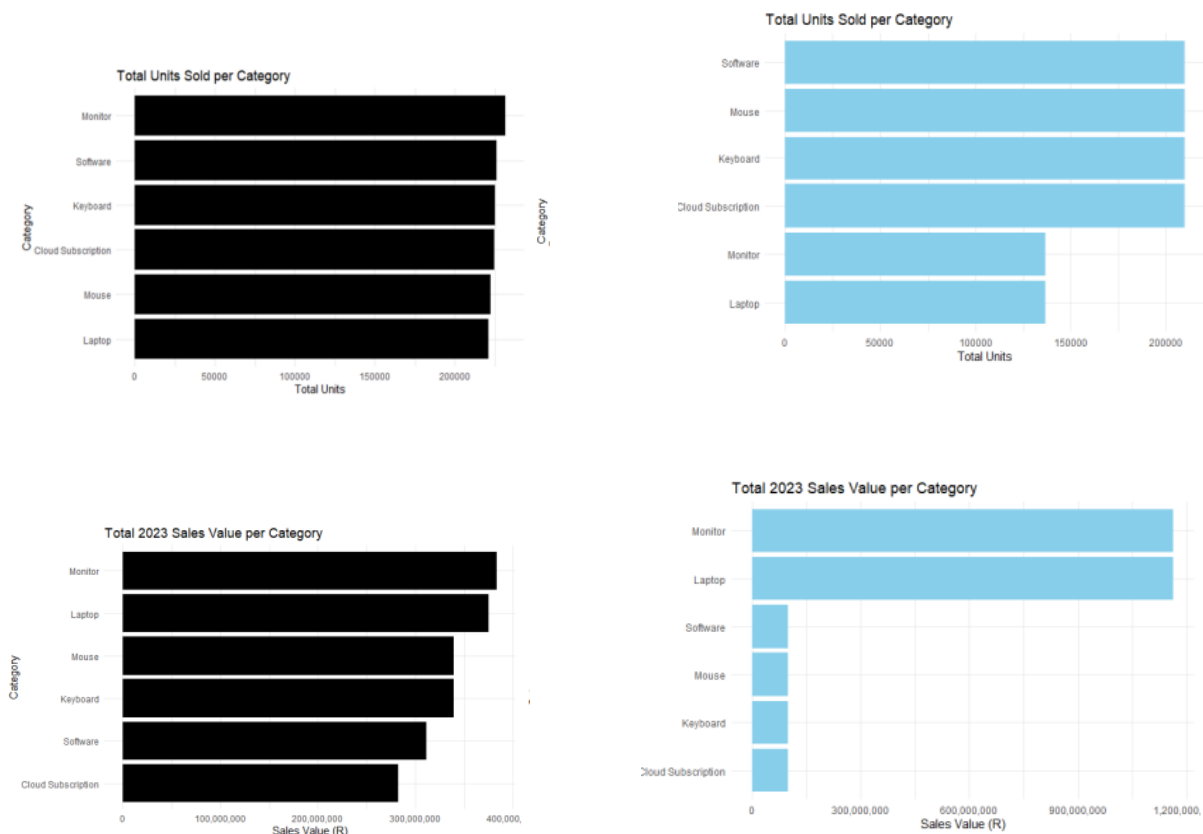 Total Units Sold per Category
Category
Monitor
Software
Keyboard
Cloud Subscription
Mouse
Laptop
0 50000 100000 150000 200000
Total Units
Total Units Sold per Category
Category
Software
Mouse
Keyboard
Cloud Subscription
Monitor
Laptop
0 50000 100000 150000 200000
Total Units
Total 2023 Sales Value per Category
Category
Monitor
Laptop
Mouse
Keyboard
Software
Cloud Subscription
0 100,000,000 200,000,000 300,000,000 400,000,
Sales Value (R)
Total 2023 Sales Value per Category
Monitor
Laptop
Software
Mouse
Keyboard
Cloud Subscription
0 300,000,000 600,000,000 900,000,000 1,200,000,
Sales Value (R)